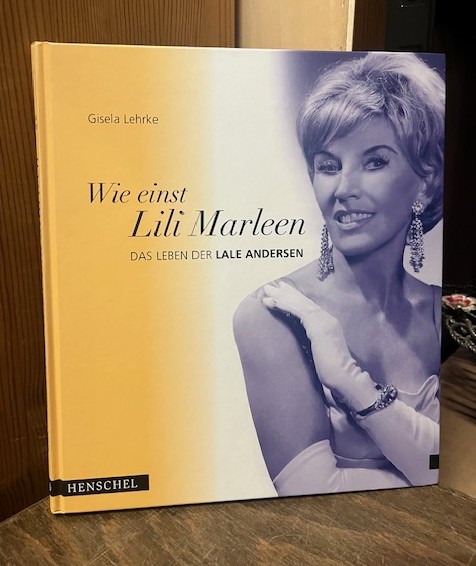 Gisela Lehrke
Wie einst
Lili Marleen
DAS LEBEN DER LALE ANDERSEN
HENSCHEL